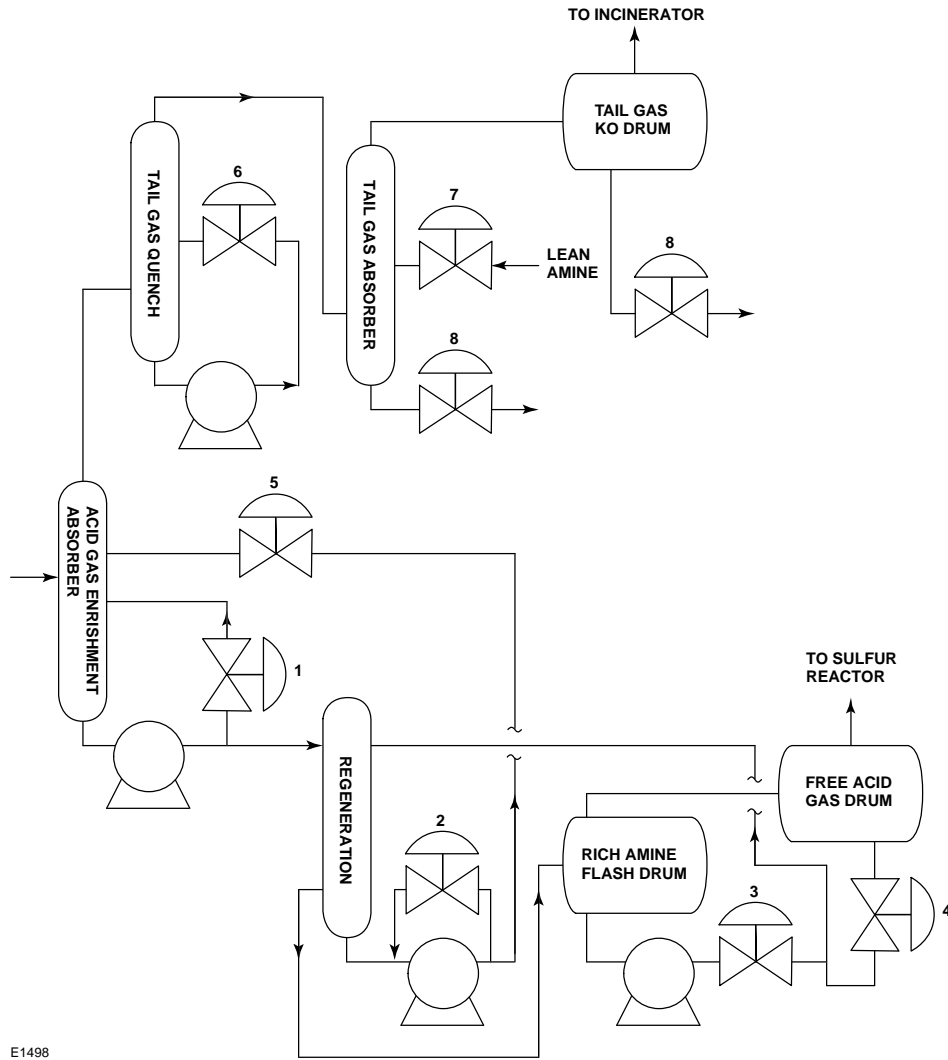 TO INCINERATOR
TAIL GAS
KO DRUM
TAIL GAS QUENCH
6
TAIL GAS ABSORBER
7
LEAN
AMINE
8
8
5
ACID GAS ENRISHMENT
ABSORBER
1
TO SULFUR
REACTOR
REGENERATION
FREE ACID
GAS DRUM
2
RICH AMINE
FLASH DRUM
3
4
E1498